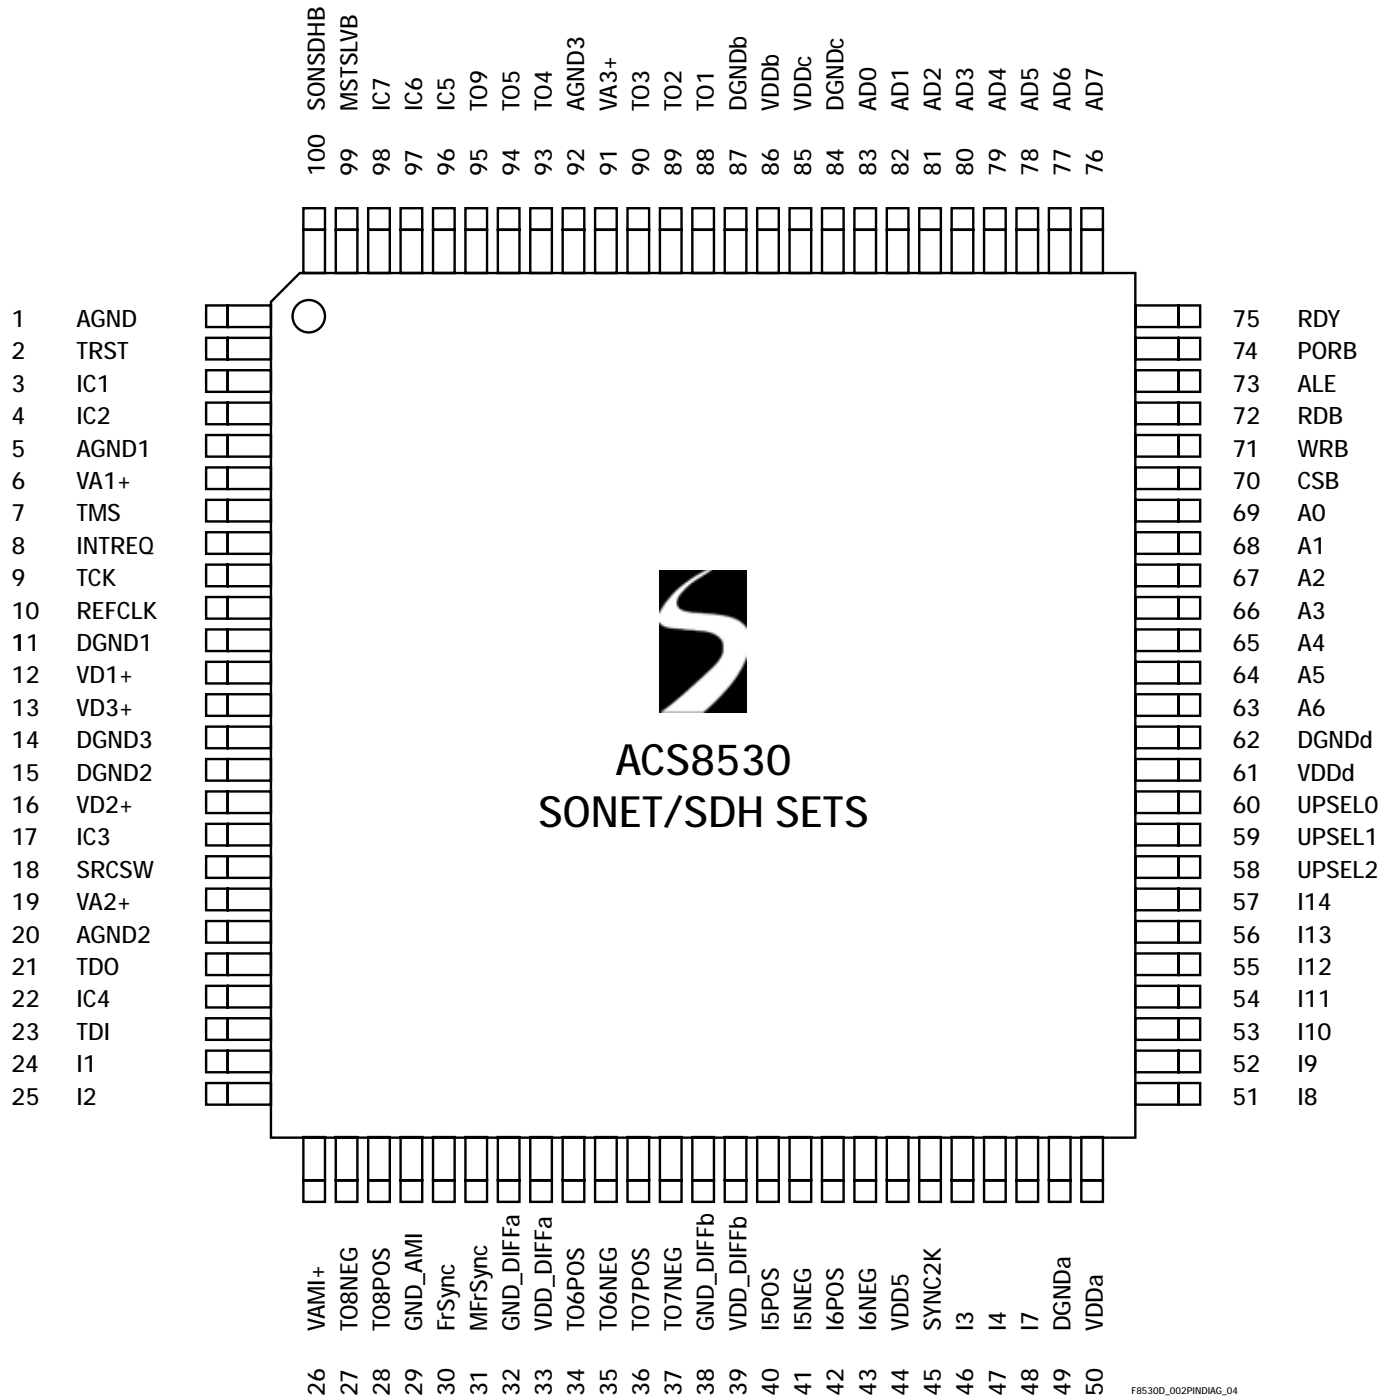 100 SONSDHB
99 MSTSLVB
98 IC7
97 IC6
96 IC5
95 TO9
94 TO5
93 TO4
92 AGND3
91 VA3+
90 TO3
89 TO2
88 TO1
87 DGNDb
86 VDDb
85 VDDc
84 DGNDc
83 AD0
82 AD1
81 AD2
80 AD3
79 AD4
78 AD5
77 AD6
76 AD7
1 AGND
2 TRST
3 IC1
4 IC2
5 AGND1
6 VA1+
7 TMS
8 INTREQ
9 TCK
10 REFCLK
11 DGND1
12 VD1+
13 VD3+
14 DGND3
15 DGND2
16 VD2+
17 IC3
18 SRCSW
19 VA2+
20 AGND2
21 TDO
22 IC4
23 TDI
24 I1
25 I2
ACS8530
SONET/SDH SETS
75 RDY
74 PORB
73 ALE
72 RDB
71 WRB
70 CSB
69 A0
68 A1
67 A2
66 A3
65 A4
64 A5
63 A6
62 DGNDd
61 VDDd
60 UPSEL0
59 UPSEL1
58 UPSEL2
57 I14
56 I13
55 I12
54 I11
53 I10
52 I9
51 I8
26 VAMI+
27 TO8NEG
28 TO8POS
29 GND_AMI
30 FrSync
31 MFrSync
32 GND_DIFFa
33 VDD_DIFFa
34 TO6POS
35 TO6NEG
36 TO7POS
37 TO7NEG
38 GND_DIFFb
39 VDD_DIFFb
40 I5POS
41 I5NEG
42 I6POS
43 I6NEG
44 VDD5
45 SYNC2K
46 I3
47 I4
48 I7
49 DGNDa
50 VDDa
F8530D_002PINDIAG_04